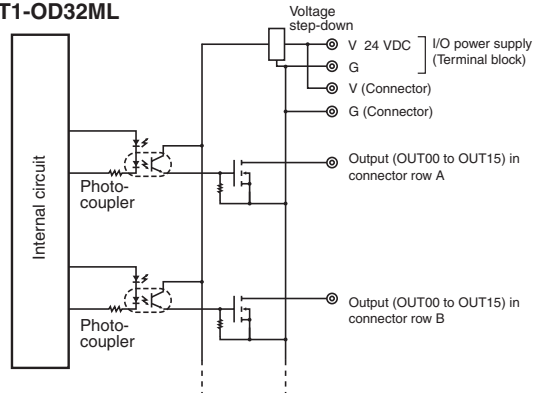 T1-OD32ML
Voltage
step-down
V 24 VDC
I/O power supply
(Terminal block)
G
V (Connector)
G (Connector)
Internal circuit
Photo-
coupler
Output (OUT00 to OUT15) in
connector row A
Photo-
coupler
Output (OUT00 to OUT15) in
connector row B